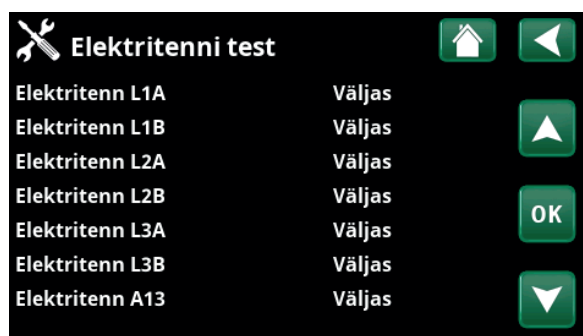 Elektritenni test
Elektritenn L1A Väljas
Elektritenn L1B Väljas
Elektritenn L2A Väljas
Elektritenn L2B Väljas
Elektritenn L3A Väljas
OK
Elektritenn L3B Väljas
Elektritenn A13 Väljas